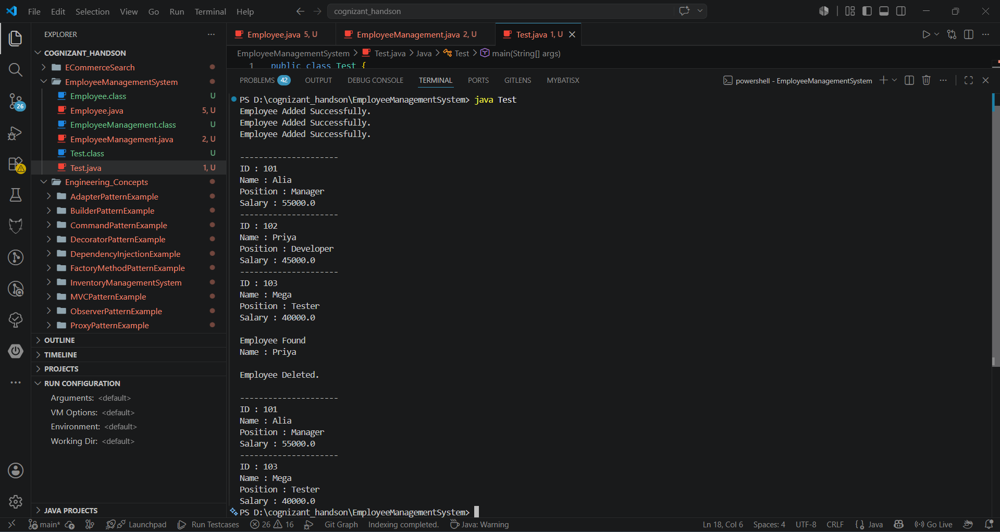 File Edit Selection View Go Run Terminal Help
cognizant_handson
EXPLORER
COGNIZANT_HANDSON
ECommerceSearch
EmployeeManagementSystem
Employee.class U
Employee.java 5, U
EmployeeManagement.class U
EmployeeManagement.java 2, U
Test.class U
Test.java 1, U
Engineering_Concepts
AdapterPatternExample
BuilderPatternExample
CommandPatternExample
DecoratorPatternExample
DependencyInjectionExample
FactoryMethodPatternExample
InventoryManagementSystem
MVCPatternExample
ObserverPatternExample
ProxyPatternExample
OUTLINE
TIMELINE
PROJECTS
RUN CONFIGURATION
Arguments: <default>
VM Options: <default>
Environment: <default>
Working Dir: <default>
JAVA PROJECTS
26
Employee.java 5, U EmployeeManagement.java 2, U Test.java 1, U
EmployeeManagementSystem > Test.java > Java > Test > main(String[] args)
1 public class Test {
PROBLEMS 42 OUTPUT DEBUG CONSOLE TERMINAL PORTS GITLENS MYBATISX
powershell - EmployeeManagementSystem
PS D:\cognizant_handson\EmployeeManagementSystem> java Test
Employee Added Successfully.
Employee Added Successfully.
Employee Added Successfully.
---------------------
ID : 101
Name : Alia
Position : Manager
Salary : 55000.0
---------------------
ID : 102
Name : Priya
Position : Developer
Salary : 45000.0
---------------------
ID : 103
Name : Mega
Position : Tester
Salary : 40000.0
Employee Found
Name : Priya
Employee Deleted.
---------------------
ID : 101
Name : Alia
Position : Manager
Salary : 55000.0
---------------------
ID : 103
Name : Mega
Position : Tester
Salary : 40000.0
PS D:\cognizant_handson\EmployeeManagementSystem>
main* Launchpad Run Testcases 26 16 Git Graph Indexing completed. Java: Warning Ln 18, Col 6 Spaces: 4 UTF-8 CRLF Java Go Live